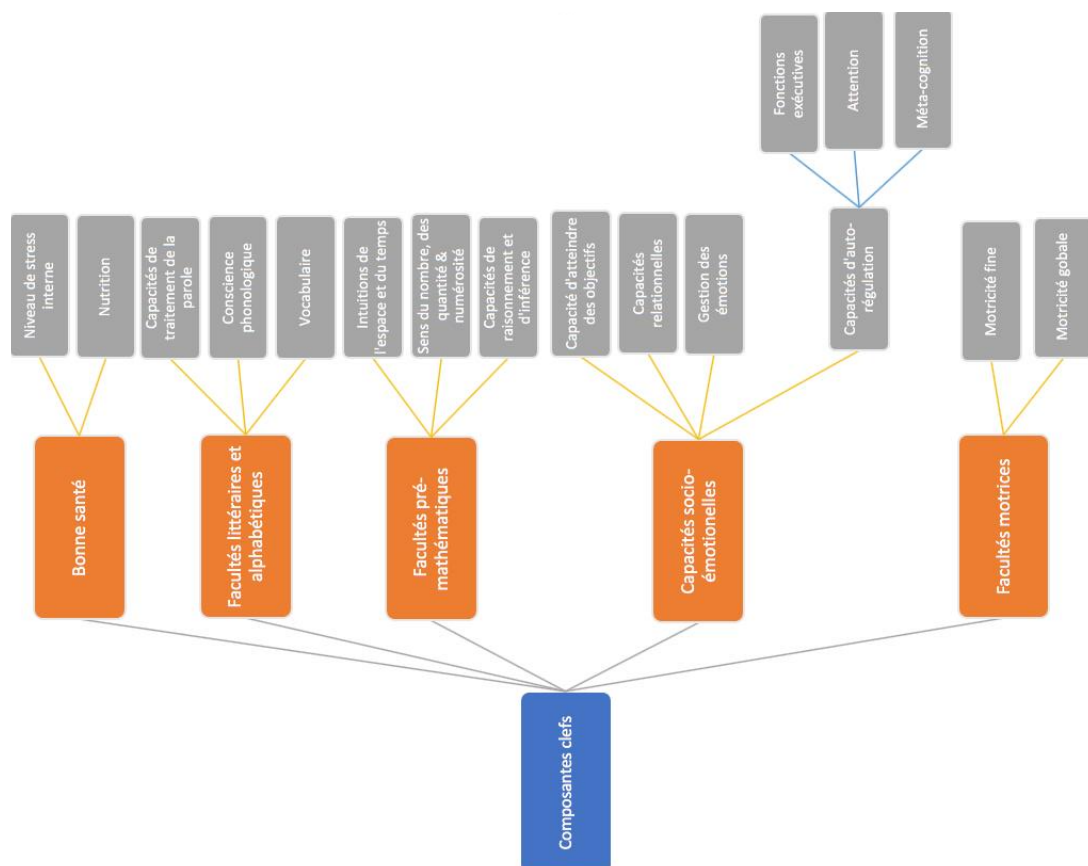 Composantes clefs
Bonne santé
Niveau de stress
interne
Nutrition
Facultés littéraires et
alphabétiques
Capacités de
traitement de la
parole
Conscience
phonologique
Vocabulaire
Facultés pré-
mathématiques
Intuitions de
l'espace et du temps
Sens du nombre, des
quantité &
numérosité
Capacités de
raisonnement et
d'inférence
Capacités socio-
émotionelles
Capacité d'atteindre
des objectifs
Capacités
relationnelles
Gestion des
émotions
Capacités d'auto-
régulation
Fonctions
exécutives
Attention
Méta-cognition
Facultés motrices
Motricité fine
Motricité gobale